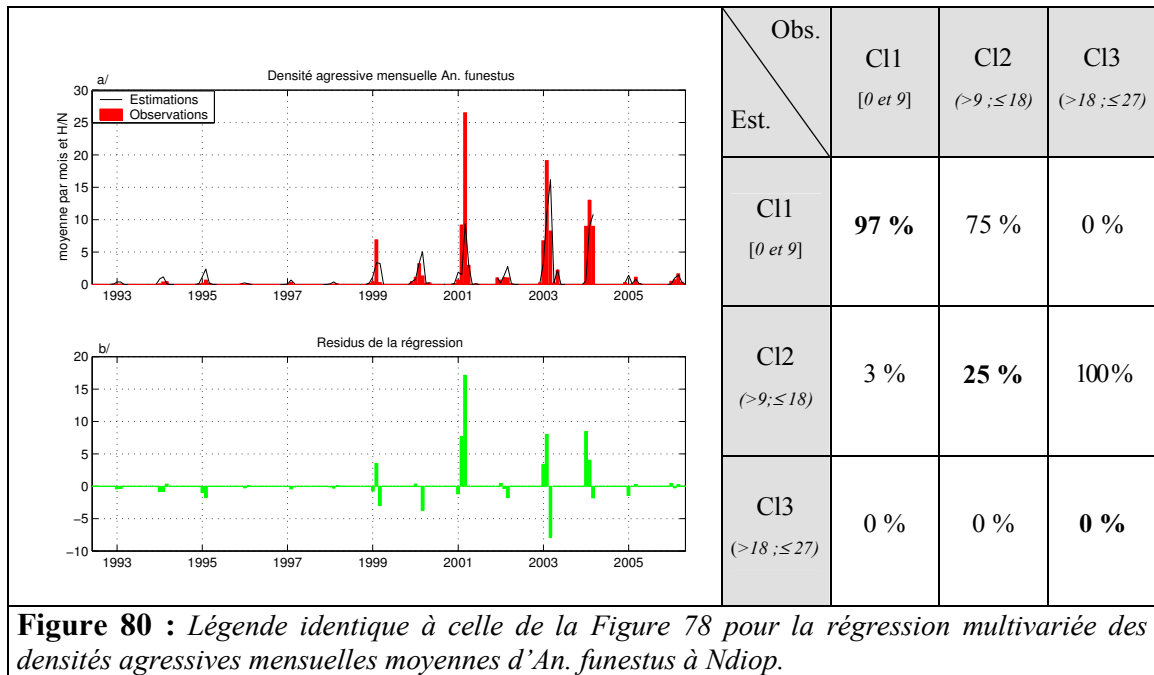 a/
Densité agressive mensuelle An. funestus
30
25
20
15
10
5
0
moyenne par mois et H/N
Estimations
Observations
1993 1995 1997 1999 2001 2003 2005
b/
Residus de la régression
20
15
10
5
0
−5
−10
1993 1995 1997 1999 2001 2003 2005
Obs.
Est.
Cl1
[0 et 9]
Cl2
(>9 ;≤18)
Cl3
(>18 ;≤27)
Cl1
[0 et 9]
97 % 75 % 0 %
Cl2
(>9;≤18)
3 % 25 % 100%
Cl3
(>18 ;≤27)
0 % 0 % 0 %
Figure 80 : Légende identique à celle de la Figure 78 pour la régression multivariée des
densités agressives mensuelles moyennes d’An. funestus à Ndiop.